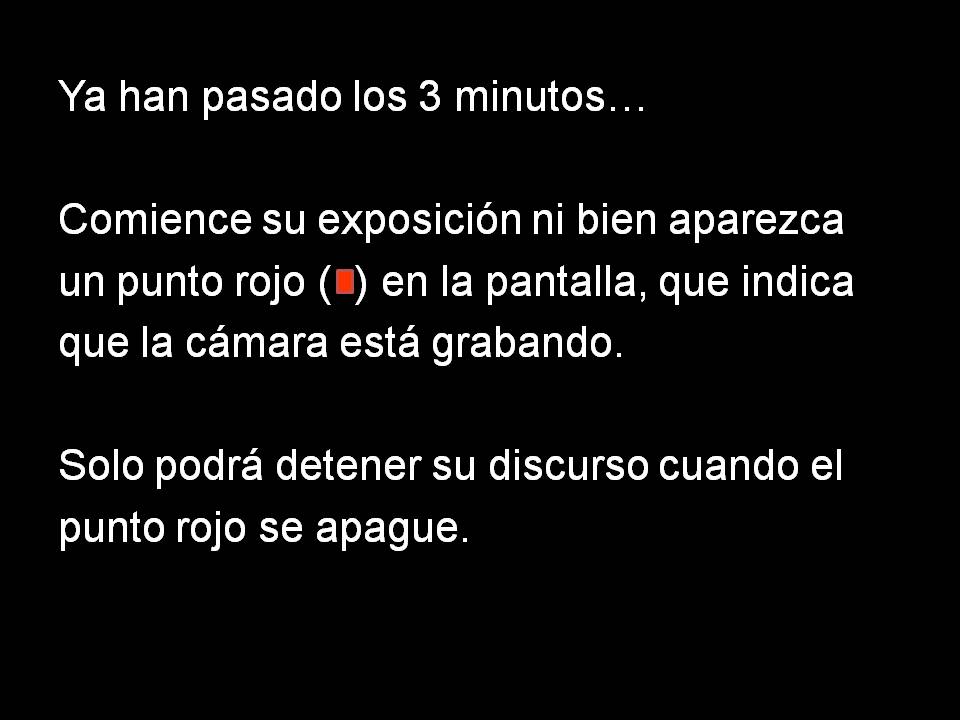 Ya han pasado los 3 minutos…
Comience su exposición ni bien aparezca
un punto rojo ( ) en la pantalla, que indica
que la cámara está grabando.
Solo podrá detener su discurso cuando el
punto rojo se apague.